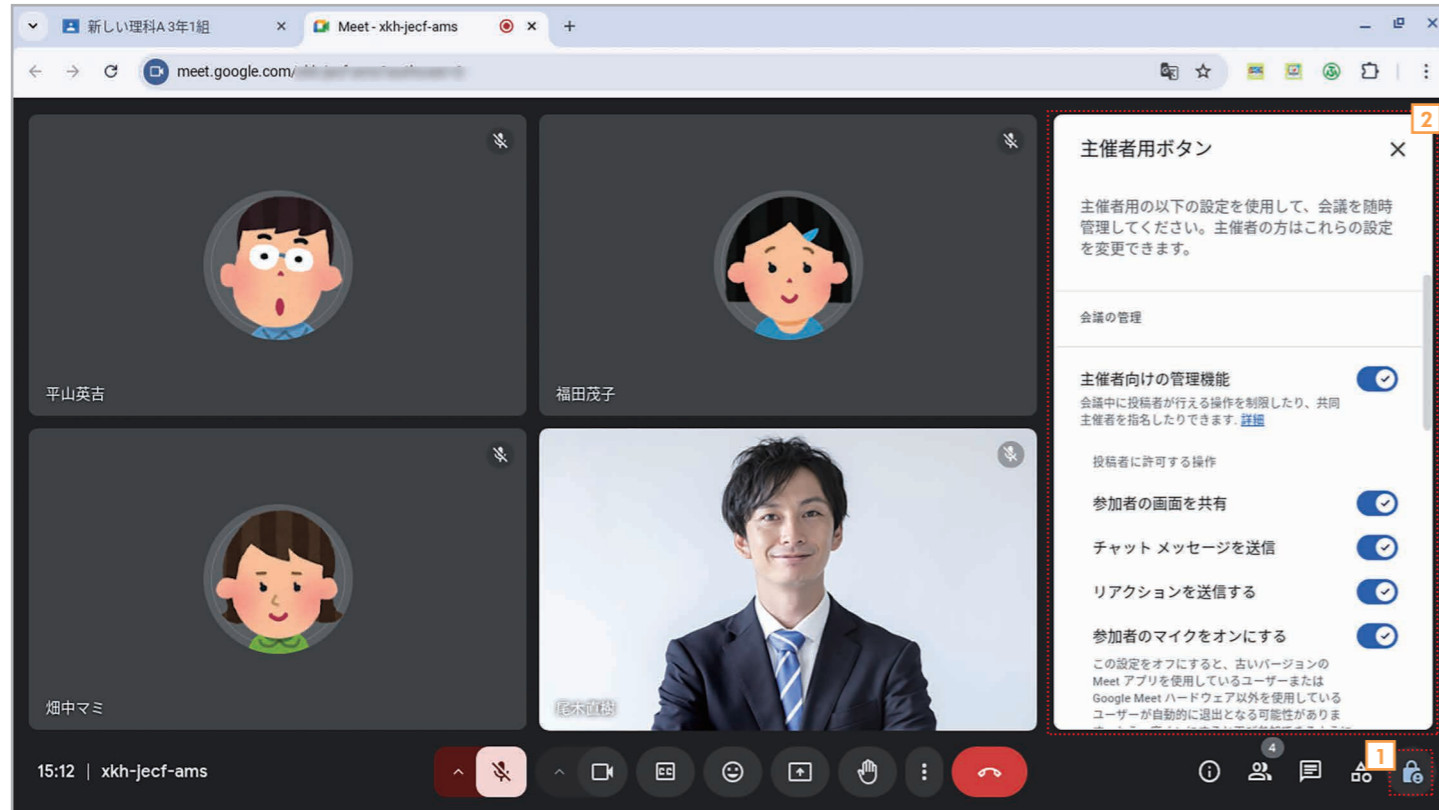 新しい理科A 3年1組
Meet - xkh-jecf-ams
meet.google.com/
2
主催者用ボタン
主催者用の以下の設定を使用して、会議を随時
管理してください。主催者の方はこれらの設定
を変更できます。
会議の管理
主催者向けの管理機能
会議中に投稿者が行える操作を制限したり、共同
主催者を指名したりできます. 詳細
投稿者に許可する操作
参加者の画面を共有
チャット メッセージを送信
リアクションを送信する
参加者のマイクをオンにする
この設定をオフにすると、古いバージョンの
Meet アプリを使用しているユーザーまたは
Google Meet ハードウェア以外を使用している
ユーザーが自動的に退出となる可能性がありま
平山英吉
福田茂子
畑中マミ
尾木直樹
15:12 | xkh-jecf-ams
CC
4
1